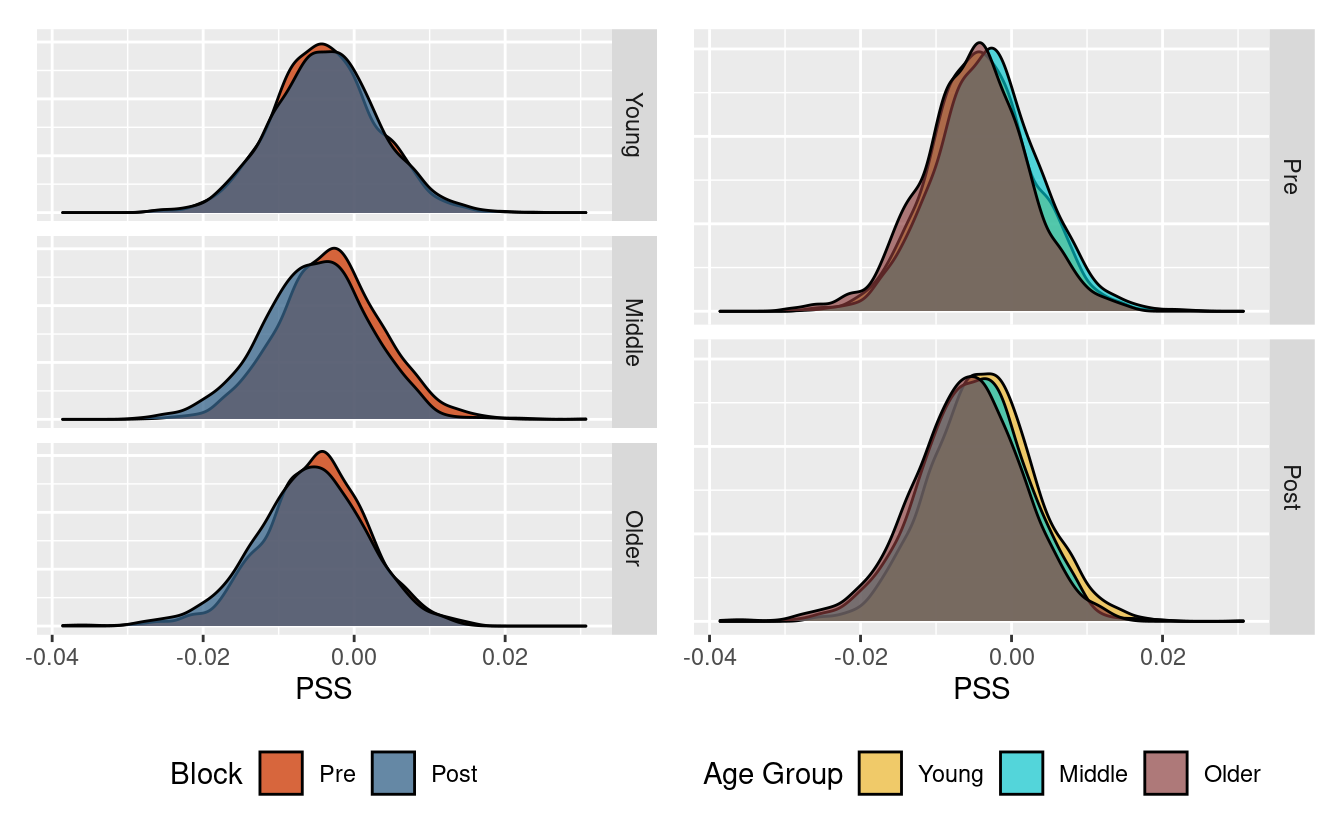 Young
Middle
Older
-0.04 -0.02 0.00 0.02
PSS
Block Pre Post
Pre
Post
-0.04 -0.02 0.00 0.02
PSS
Age Group Young Middle Older